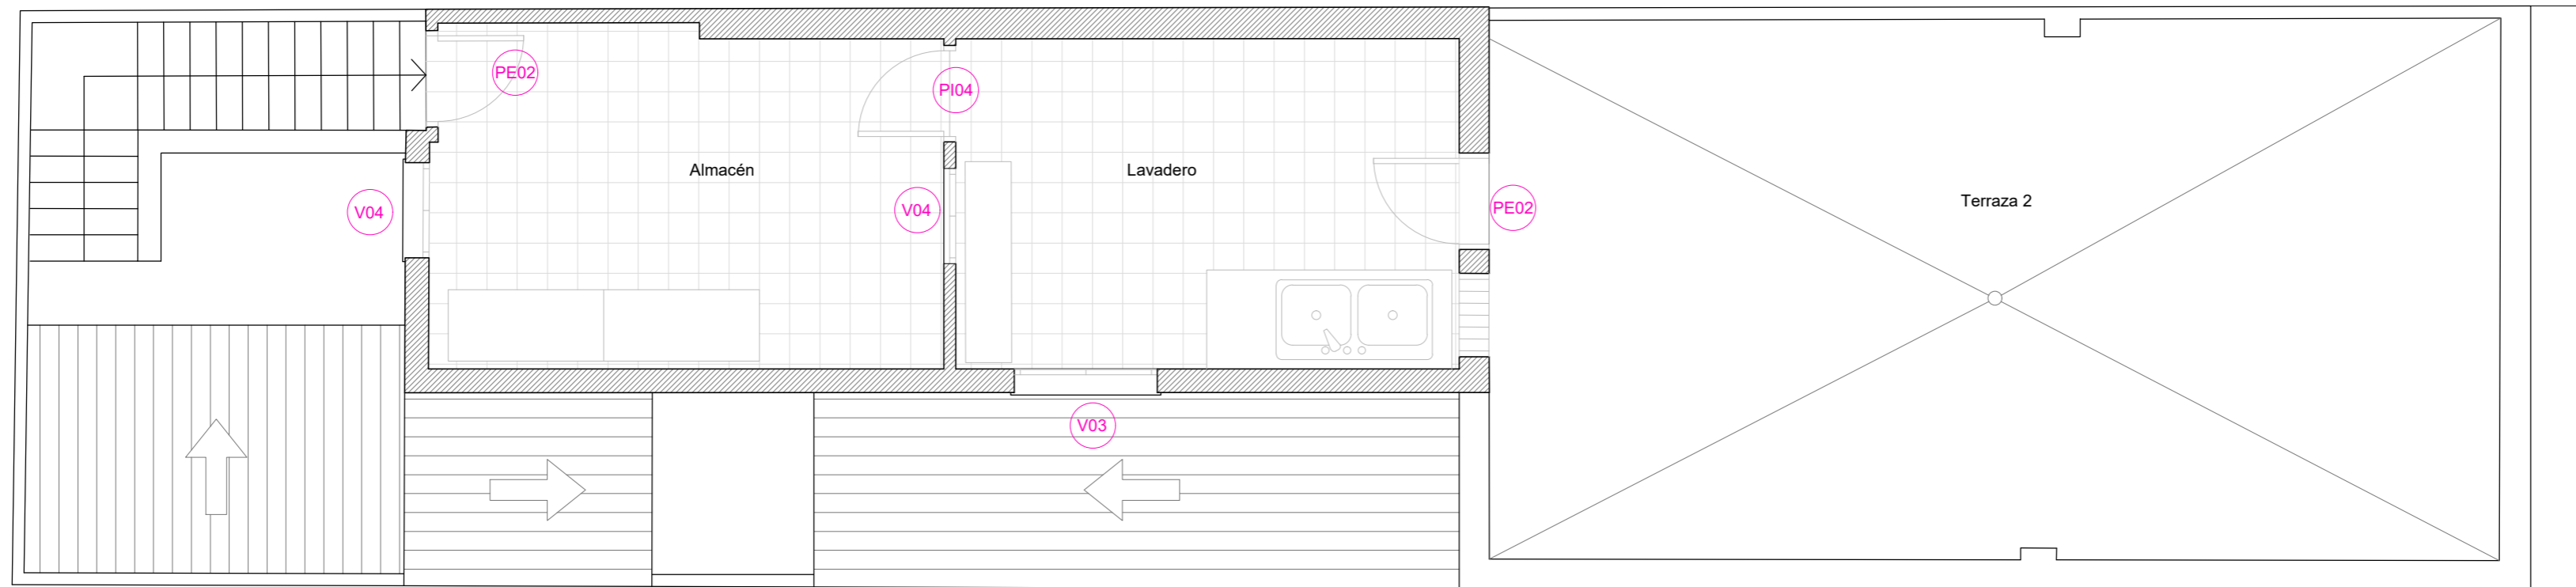 PE02
PI04
Almacén
Lavadero
V04
V04
PE02
Terraza 2
V03